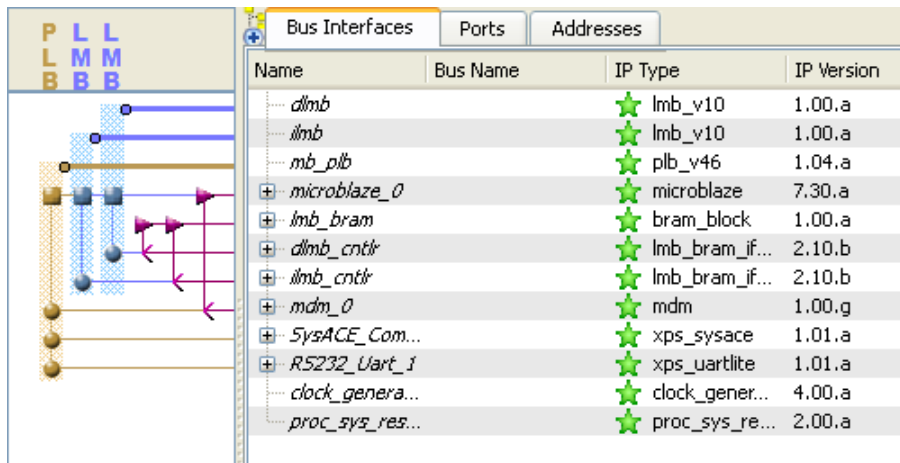 PLB LMB LMB
Bus Interfaces Ports Addresses
Name Bus Name IP Type IP Version
dlmb lmb_v10 1.00.a
ilmb lmb_v10 1.00.a
mb_plb plb_v46 1.04.a
microblaze_0 microblaze 7.30.a
lmb_bram bram_block 1.00.a
dlmb_cntlr lmb_bram_if... 2.10.b
ilmb_cntlr lmb_bram_if... 2.10.b
mdm_0 mdm 1.00.g
SysACE_Com... xps_sysace 1.01.a
RS232_Uart_1 xps_uartlite 1.01.a
clock_genera... clock_gener... 4.00.a
proc_sys_res... proc_sys_re... 2.00.a